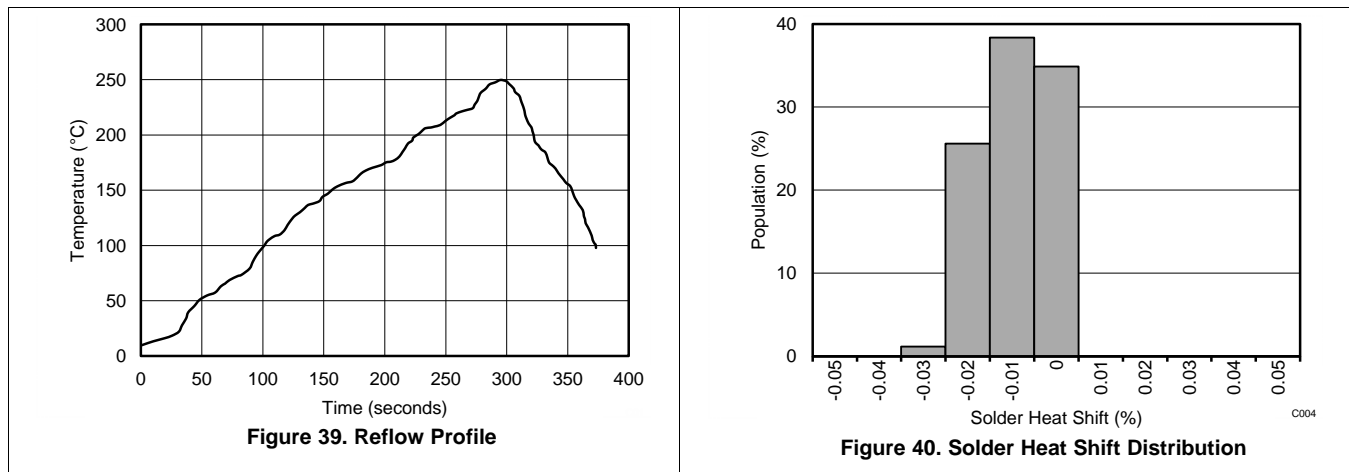 300
250
200
150
100
50
0
Temperature (°C)
0 50 100 150 200 250 300 350 400
Time (seconds)
Figure 39. Reflow Profile
40
30
20
10
0
Population (%)
-0.05 -0.04 -0.03 -0.02 -0.01 0 0.01 0.02 0.03 0.04 0.05
Solder Heat Shift (%)
C004
Figure 40. Solder Heat Shift Distribution